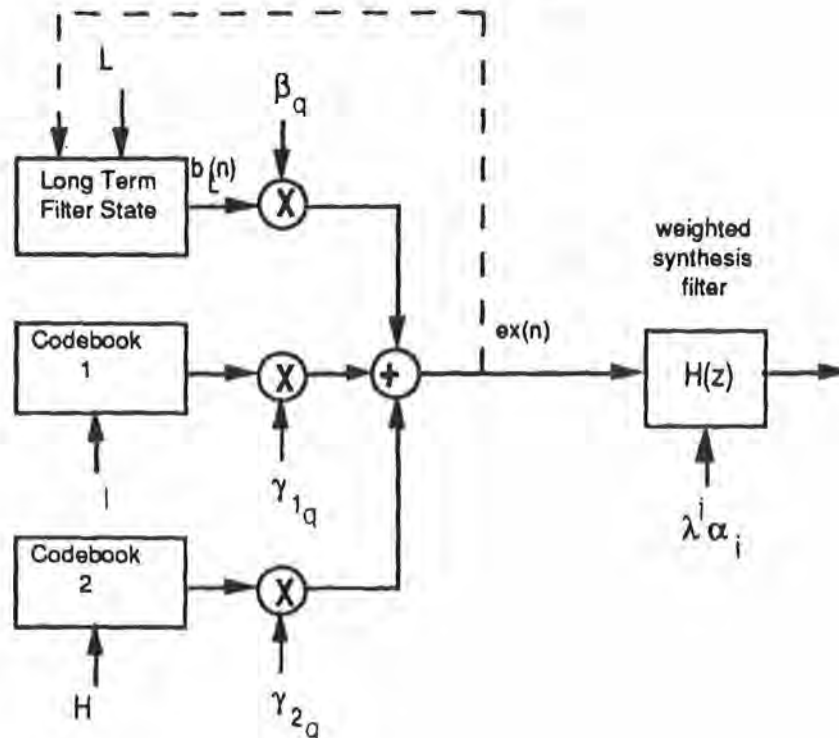 L
β_q
Long Term
Filter State
b_L(n)
X
weighted
synthesis
filter
ex(n)
Codebook
1
X
+
H(z)
I
γ_1q
λ^i α_i
Codebook
2
X
H
γ_2q